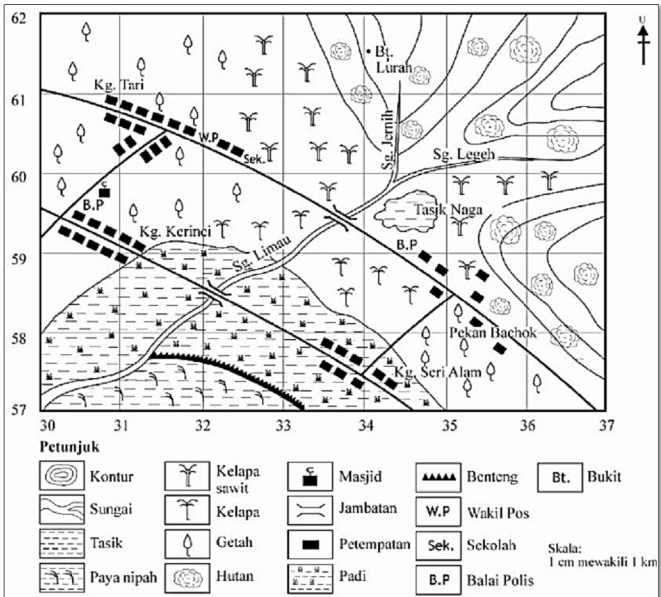 62
61
60
59
58
57
30
31
32
33
34
35
36
37
U
Bt.
Lurah
Kg. Tari
W.P
Sek.
Sg. Jernih
Sg. Legeh
B.P
Tasik Naga
Kg. Kerinci
Sg. Limau
B.P
Pekan Bachok
Kg. Seri Alam
Petunjuk
Kontur
Kelapa
sawit
Masjid
Benteng
Bt.
Bukit
Sungai
Kelapa
Jambatan
W.P
Wakil Pos
Tasik
Getah
Petempatan
Sek.
Sekolah
Paya nipah
Hutan
Padi
B.P
Balai Polis
Skala:
1 cm mewakili 1 km